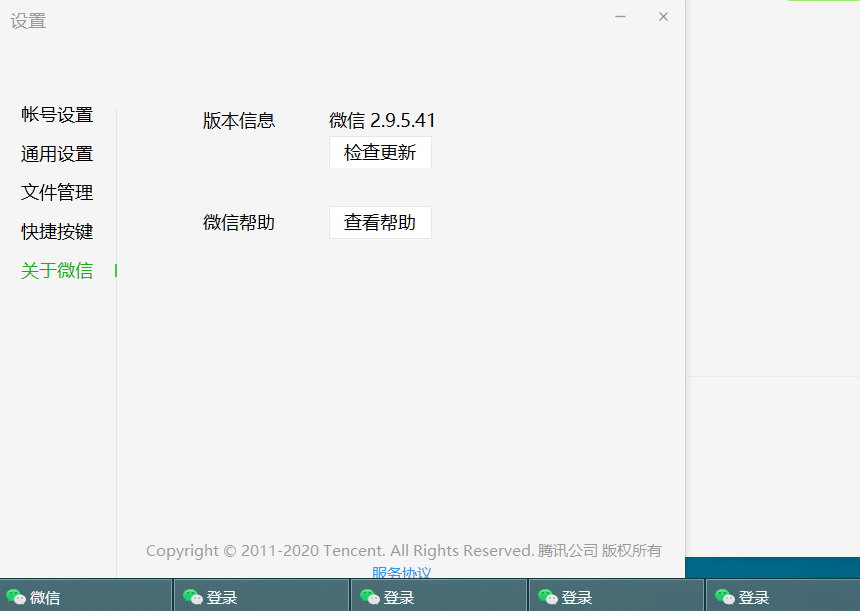 设置
帐号设置
通用设置
文件管理
快捷按键
关于微信
版本信息 微信 2.9.5.41
检查更新
微信帮助 查看帮助
Copyright © 2011-2020 Tencent. All Rights Reserved. 腾讯公司 版权所有
服务协议
微信 登录 登录 登录 登录